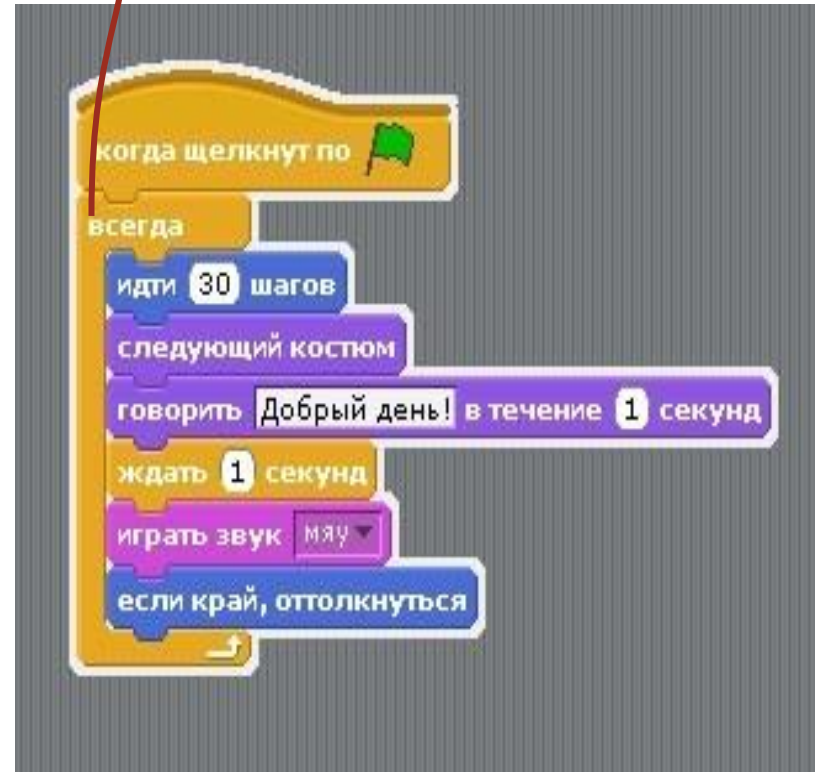 когда щелкнут по
всегда
идти 30 шагов
следующий костюм
говорить Добрый день! в течение 1 секунд
ждать 1 секунд
играть звук мяу
если край, оттолкнуться